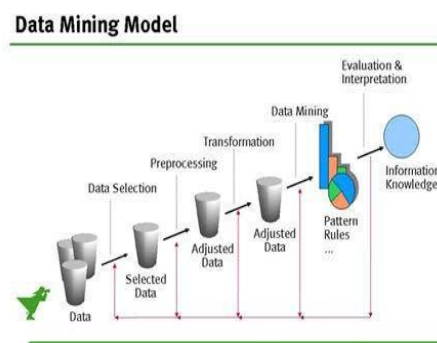 Data Mining Model
Evaluation &
Interpretation
Data Mining
Transformation
Preprocessing
Data Selection
Information
Knowledge
Pattern
Rules
...
Adjusted
Data
Adjusted
Data
Selected
Data
Data